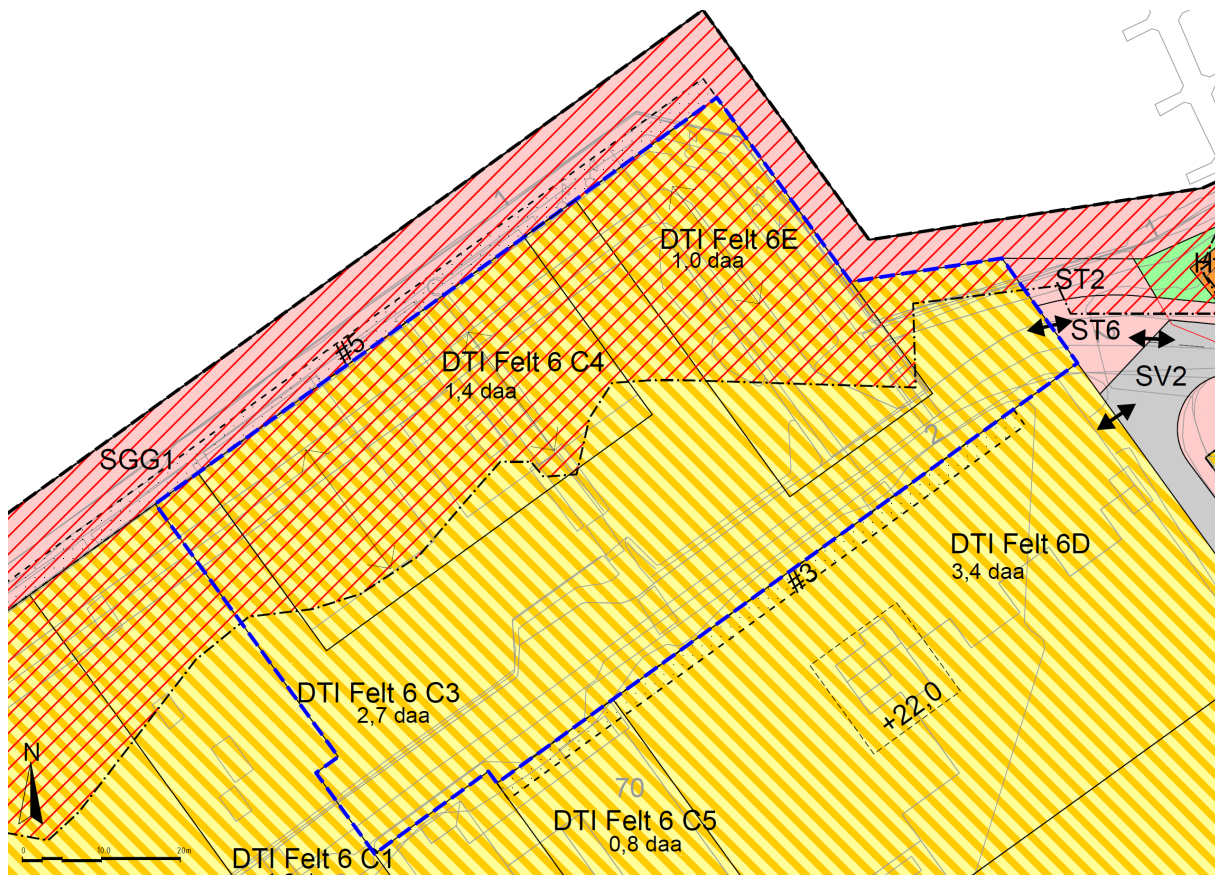 1
1
DTI Felt 6E
1,0 daa
ST2
ST6
#5
DTI Felt 6 C4
1,4 daa
SV2
2
SGG1
DTI Felt 6D
3,4 daa
#3
DTI Felt 6 C3
2,7 daa
+22,0
N
70
DTI Felt 6 C5
0,8 daa
0
10.0
20m
DTI Felt 6 C1